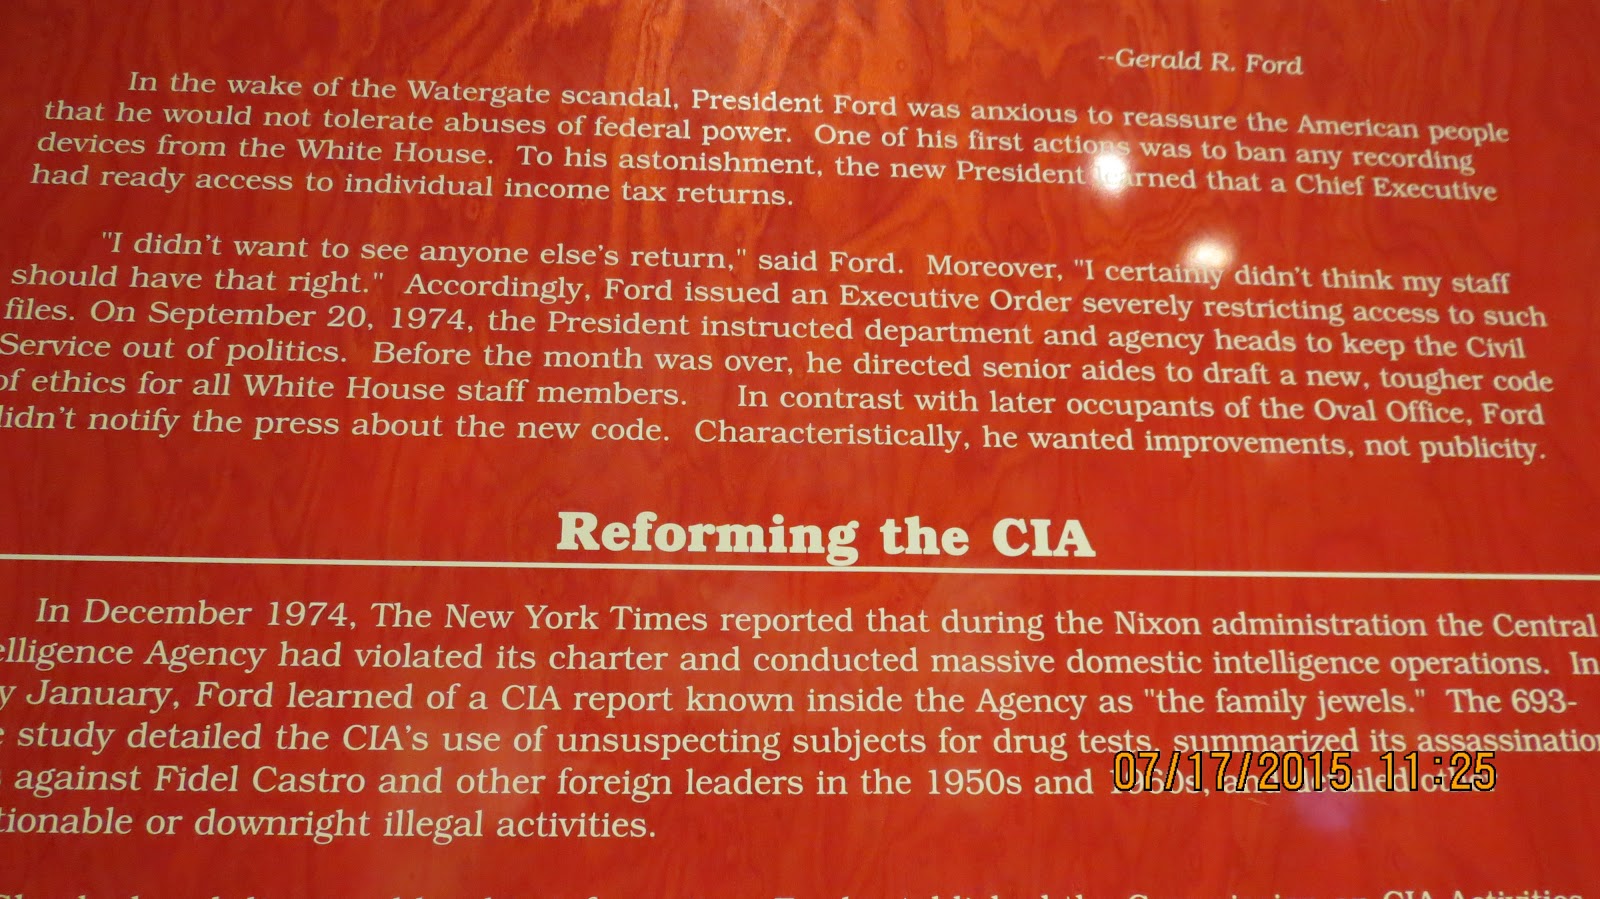 --Gerald R. Ford
In the wake of the Watergate scandal, President Ford was anxious to reassure the American people
that he would not tolerate abuses of federal power. One of his first actions was to ban any recording
devices from the White House. To his astonishment, the new President learned that a Chief Executive
had ready access to individual income tax returns.
"I didn't want to see anyone else's return," said Ford. Moreover, "I certainly didn't think my staff
should have that right." Accordingly, Ford issued an Executive Order severely restricting access to such
files. On September 20, 1974, the President instructed department and agency heads to keep the Civil
Service out of politics. Before the month was over, he directed senior aides to draft a new, tougher code
of ethics for all White House staff members. In contrast with later occupants of the Oval Office, Ford
didn't notify the press about the new code. Characteristically, he wanted improvements, not publicity.
Reforming the CIA
In December 1974, The New York Times reported that during the Nixon administration the Central
elligence Agency had violated its charter and conducted massive domestic intelligence operations. In
y January, Ford learned of a CIA report known inside the Agency as "the family jewels." The 693-
e study detailed the CIA's use of unsuspecting subjects for drug tests, summarized its assassination
against Fidel Castro and other foreign leaders in the 1950s and 1960s, and detailed other
tionable or downright illegal activities.
07/17/2015 11:25
CIA Activities